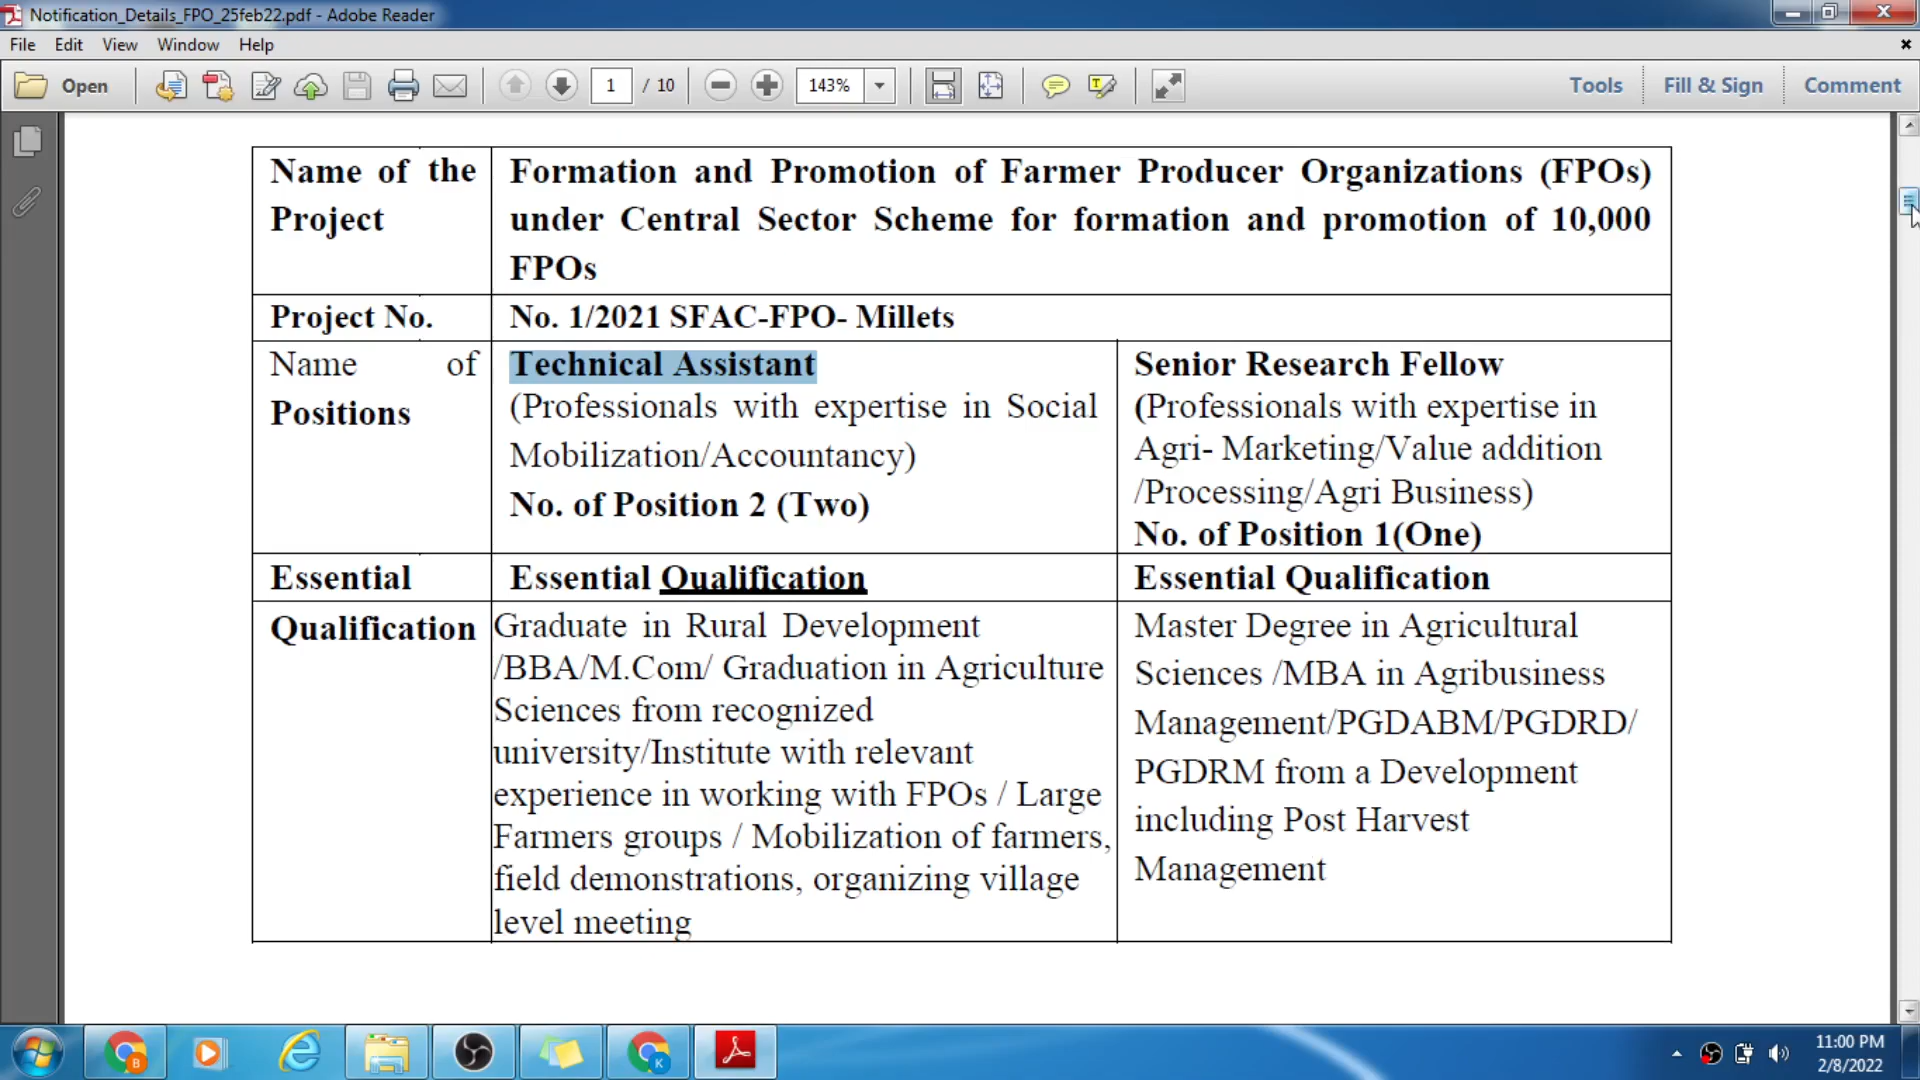 Notification_Details_FPO_25feb22.pdf - Adobe Reader
File Edit View Window Help
Open 1 / 10 143% Tools Fill & Sign Comment
Name of the Project
Formation and Promotion of Farmer Producer Organizations (FPOs)
under Central Sector Scheme for formation and promotion of 10,000
FPOs
Project No.
No. 1/2021 SFAC-FPO- Millets
Name of
Positions
Technical Assistant
(Professionals with expertise in Social
Mobilization/Accountancy)
No. of Position 2 (Two)
Senior Research Fellow
(Professionals with expertise in
Agri- Marketing/Value addition
/Processing/Agri Business)
No. of Position 1(One)
Essential
Essential Qualification
Essential Qualification
Qualification
Graduate in Rural Development
/BBA/M.Com/ Graduation in Agriculture
Sciences from recognized
university/Institute with relevant
experience in working with FPOs / Large
Farmers groups / Mobilization of farmers,
field demonstrations, organizing village
level meeting
Master Degree in Agricultural
Sciences /MBA in Agribusiness
Management/PGDABM/PGDRD/
PGDRM from a Development
including Post Harvest
Management
11:00 PM
2/8/2022